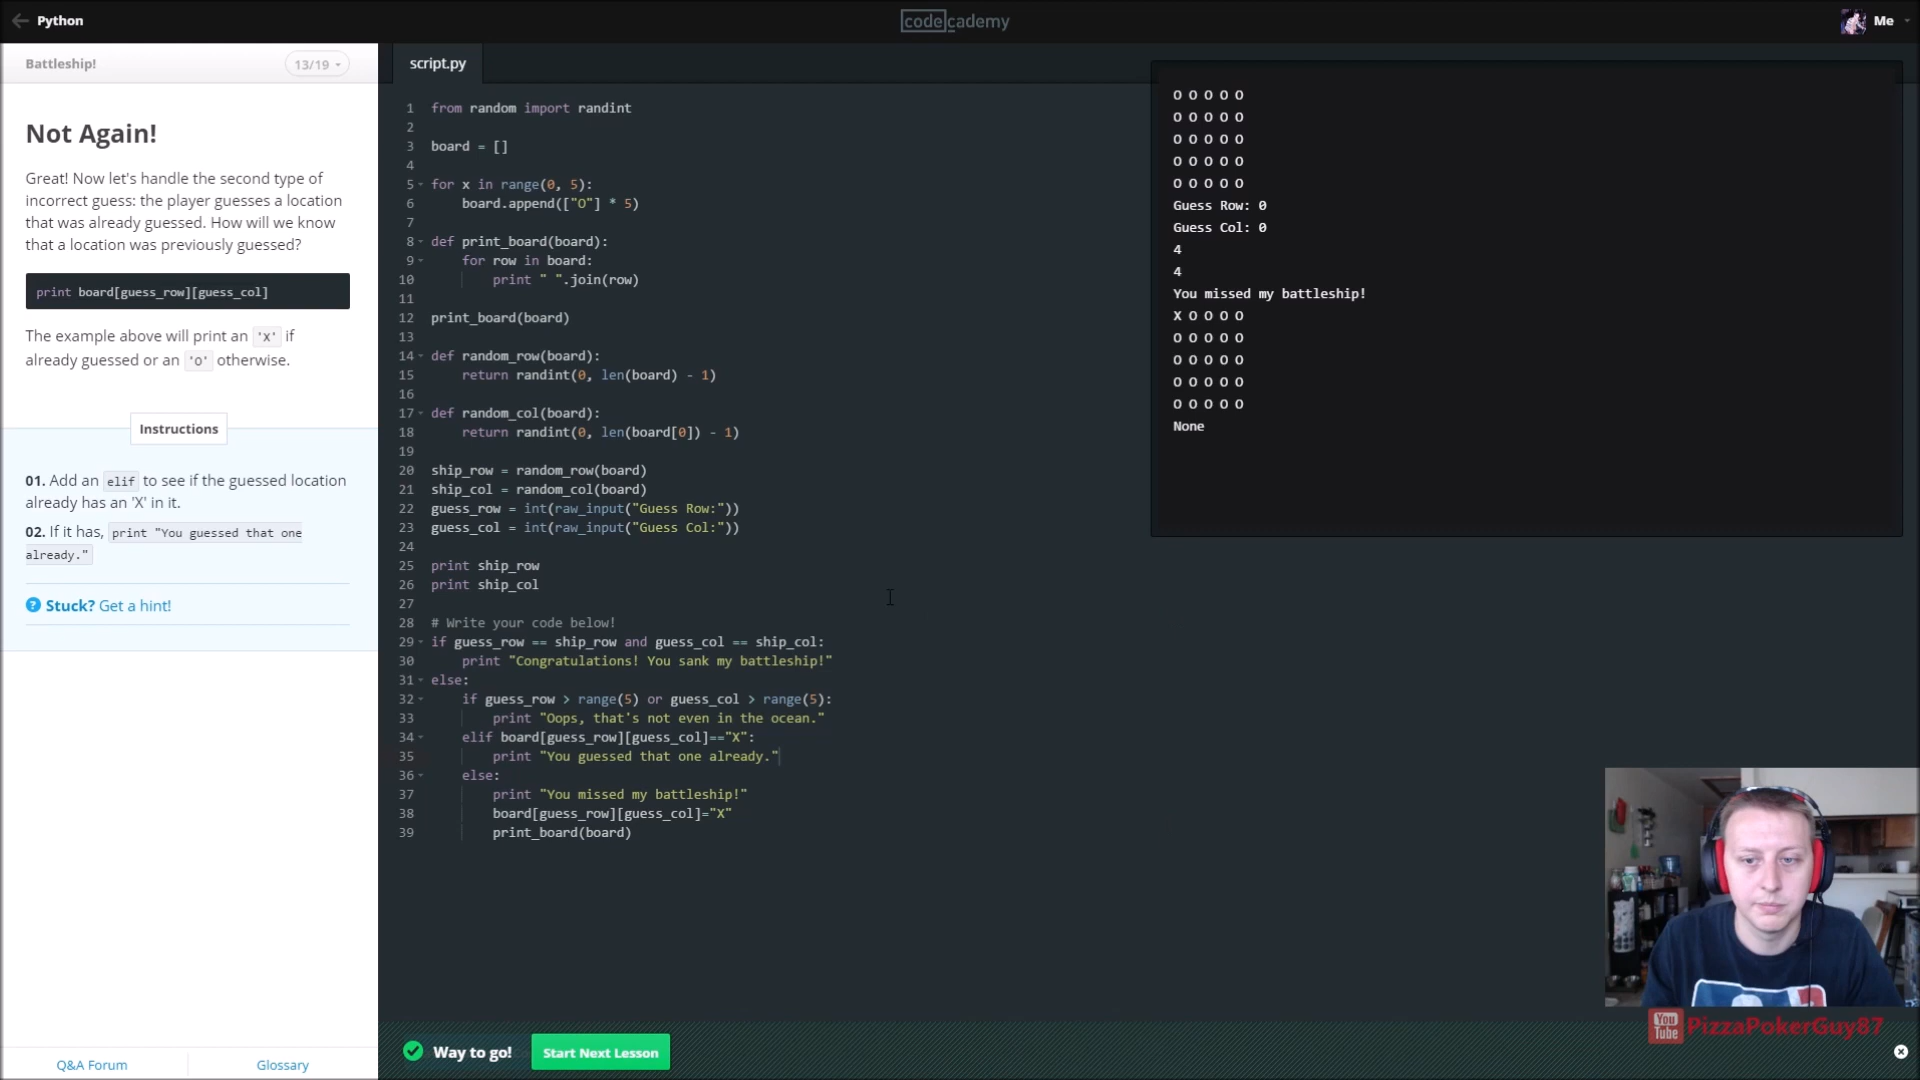 Python
codecademy
Me
Battleship!
13/19
Not Again!
Great! Now let's handle the second type of
incorrect guess: the player guesses a location
that was already guessed. How will we know
that a location was previously guessed?
print board[guess_row][guess_col]
The example above will print an 'X' if
already guessed or an 'O' otherwise.
Instructions
01. Add an elif to see if the guessed location
already has an 'X' in it.
02. If it has, print "You guessed that one
already."
? Stuck? Get a hint!
Q&A Forum
Glossary
script.py
1 from random import randint
2
3 board = []
4
5 for x in range(0, 5):
6 board.append(["O"] * 5)
7
8 def print_board(board):
9 for row in board:
10 print " ".join(row)
11
12 print_board(board)
13
14 def random_row(board):
15 return randint(0, len(board) - 1)
16
17 def random_col(board):
18 return randint(0, len(board[0]) - 1)
19
20 ship_row = random_row(board)
21 ship_col = random_col(board)
22 guess_row = int(raw_input("Guess Row:"))
23 guess_col = int(raw_input("Guess Col:"))
24
25 print ship_row
26 print ship_col
27
28 # Write your code below!
29 if guess_row == ship_row and guess_col == ship_col:
30 print "Congratulations! You sank my battleship!"
31 else:
32 if guess_row > range(5) or guess_col > range(5):
33 print "Oops, that's not even in the ocean."
34 elif board[guess_row][guess_col]=="X":
35 print "You guessed that one already."
36 else:
37 print "You missed my battleship!"
38 board[guess_row][guess_col]="X"
39 print_board(board)
O O O O O
O O O O O
O O O O O
O O O O O
O O O O O
Guess Row: 0
Guess Col: 0
4
4
You missed my battleship!
X O O O O
O O O O O
O O O O O
O O O O O
O O O O O
None
Way to go!
Start Next Lesson
You Tube PizzaPokerGuy87